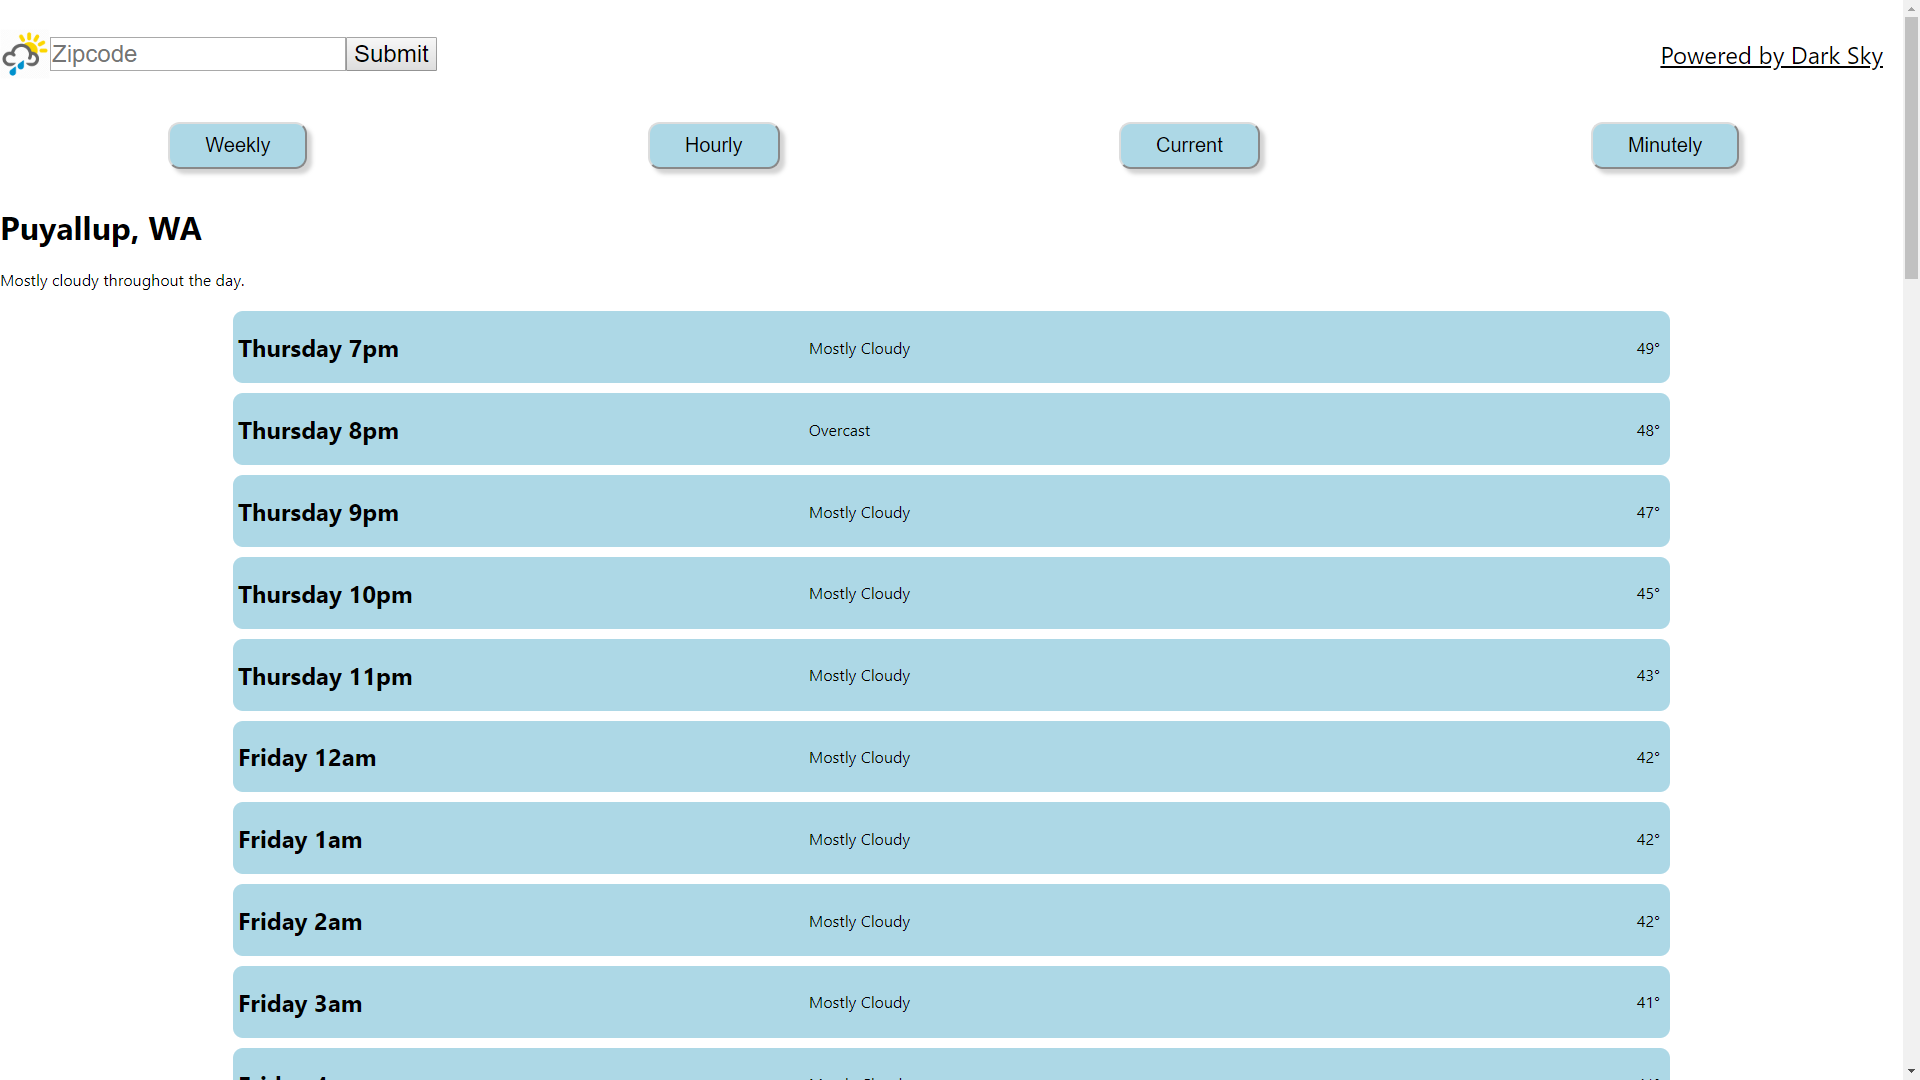 Zipcode Submit Powered by Dark Sky
Weekly Hourly Current Minutely
Puyallup, WA
Mostly cloudy throughout the day.
Thursday 7pm Mostly Cloudy 49°
Thursday 8pm Overcast 48°
Thursday 9pm Mostly Cloudy 47°
Thursday 10pm Mostly Cloudy 45°
Thursday 11pm Mostly Cloudy 43°
Friday 12am Mostly Cloudy 42°
Friday 1am Mostly Cloudy 42°
Friday 2am Mostly Cloudy 42°
Friday 3am Mostly Cloudy 41°